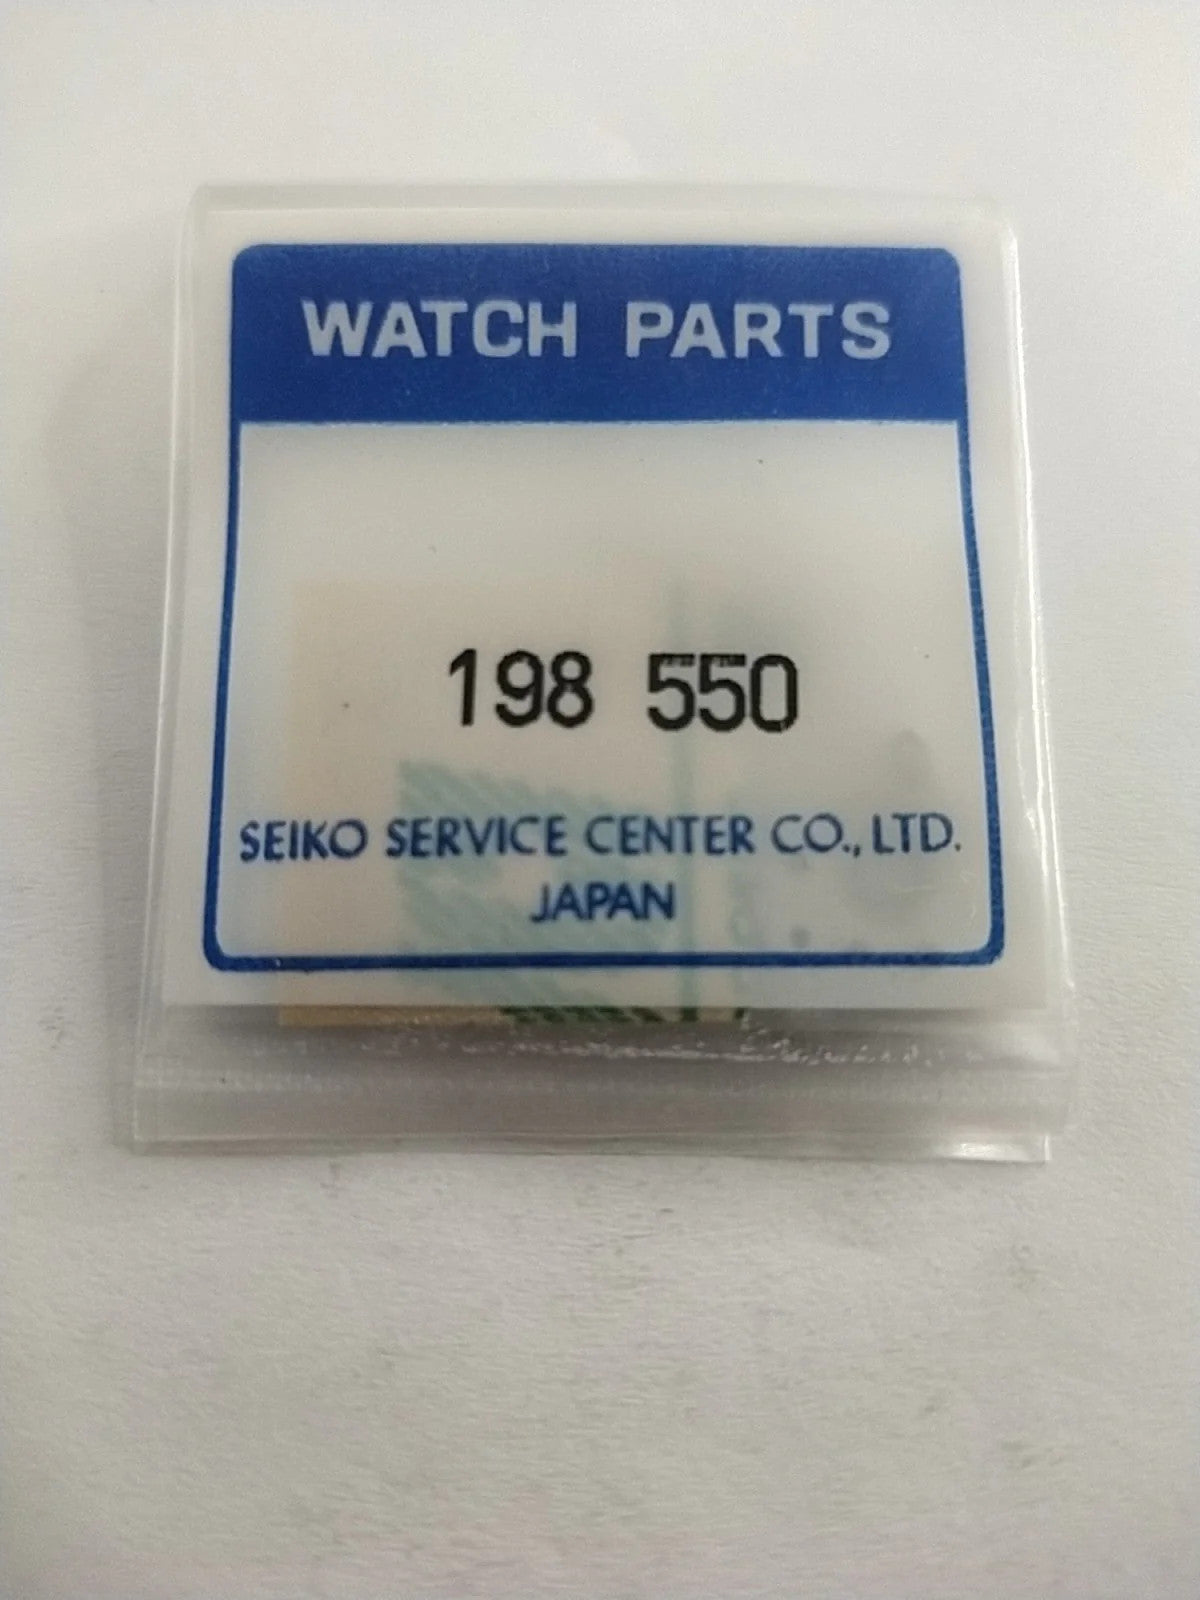 WATCH PARTS
198 550
SEIKO SERVICE CENTER CO., LTD.
JAPAN